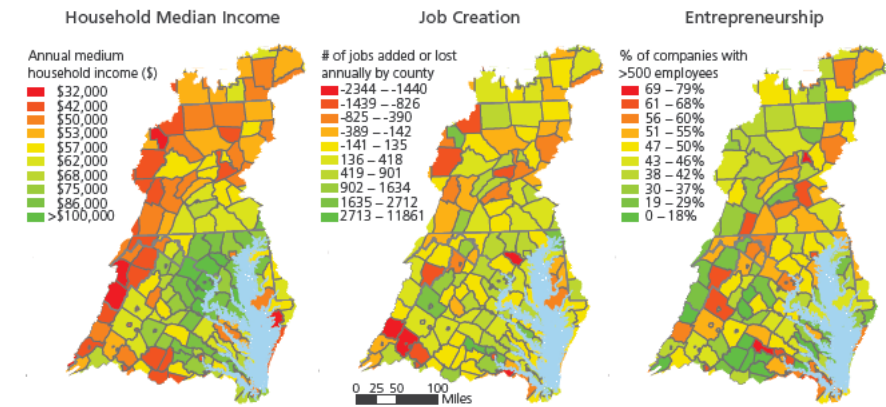 Household Median Income
Annual medium
household income ($)
$32,000
$42,000
$50,000
$53,000
$57,000
$62,000
$68,000
$75,000
$86,000
>$100,000
Job Creation
# of jobs added or lost
annually by county
-2344 – -1440
-1439 – -826
-825 – -390
-389 – -142
-141 – 135
136 – 418
419 – 901
902 – 1634
1635 – 2712
2713 – 11861
0 25 50 100
Miles
Entrepreneurship
% of companies with
>500 employees
69 – 79%
61 – 68%
56 – 60%
51 – 55%
47 – 50%
43 – 46%
38 – 42%
30 – 37%
19 – 29%
0 – 18%